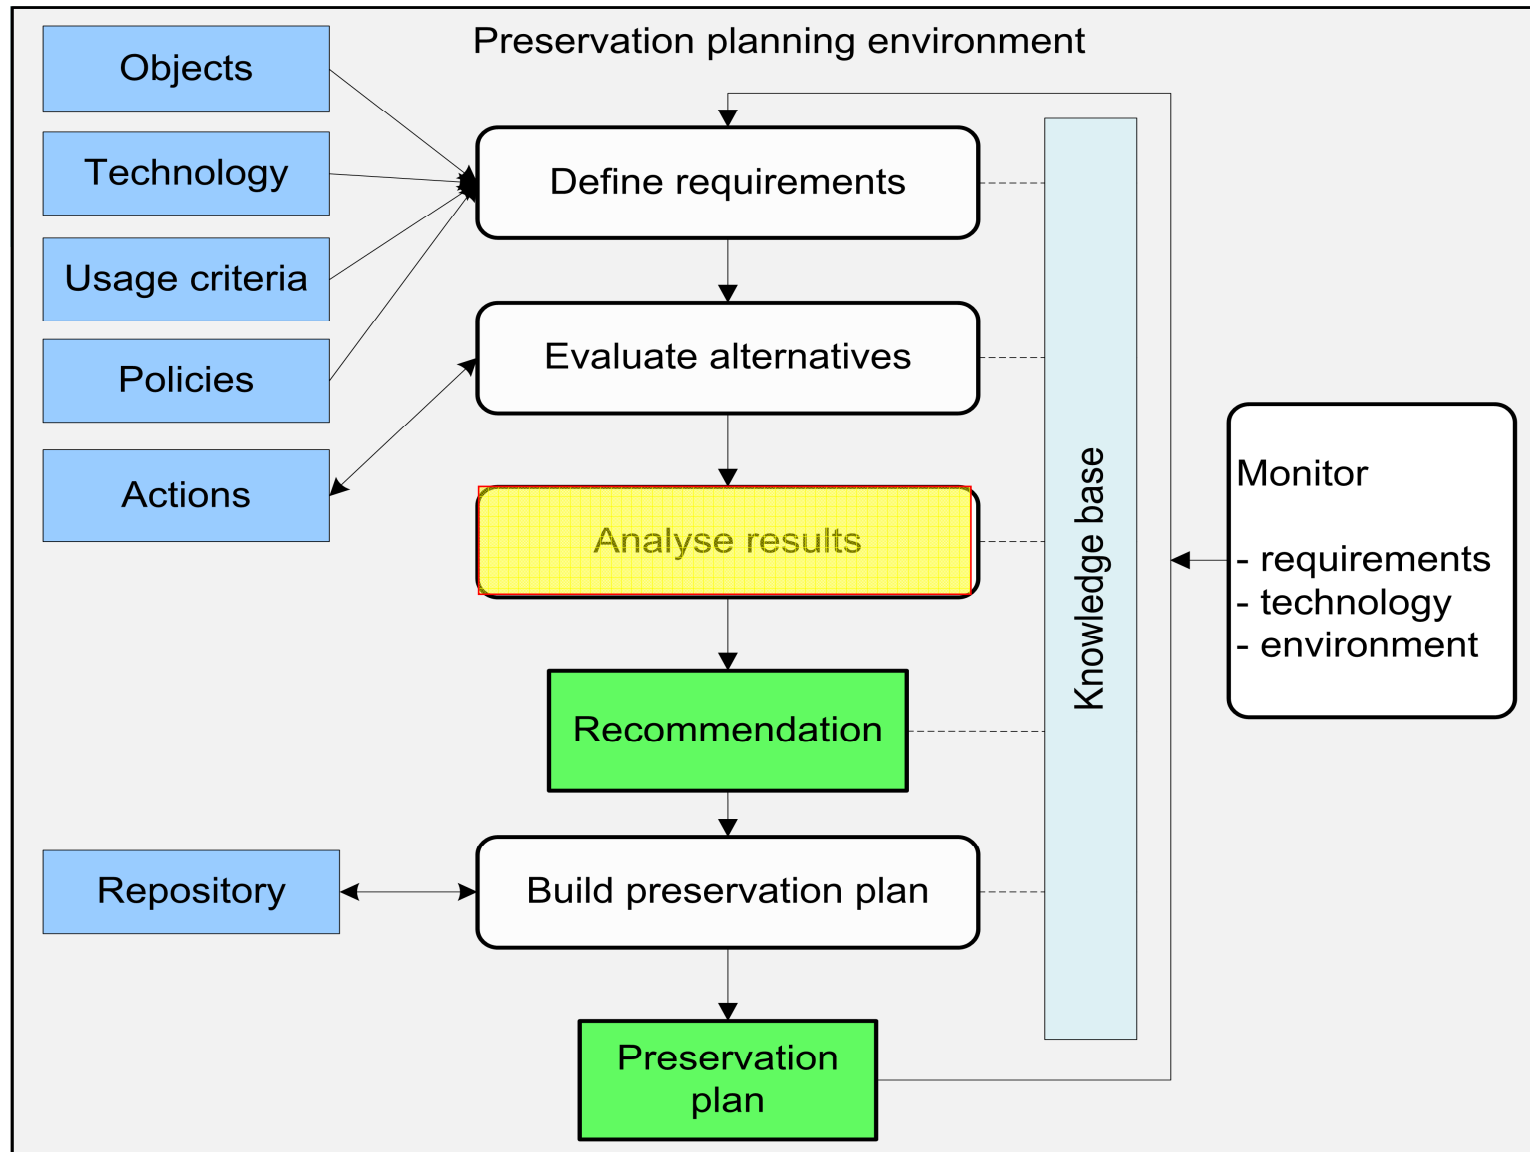 Preservation planning environment
Objects
Technology
Usage criteria
Policies
Actions
Repository
Define requirements
Evaluate alternatives
Analyse results
Recommendation
Build preservation plan
Preservation
plan
Knowledge base
Monitor
- requirements
- technology
- environment